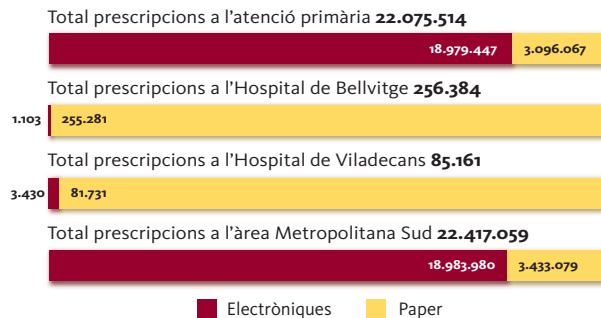 Total prescripcions a l'atenció primària 22.075.514
18.979.447 3.096.067
Total prescripcions a l'Hospital de Bellvitge 256.384
1.103 255.281
Total prescripcions a l'Hospital de Viladecans 85.161
3.430 81.731
Total prescripcions a l'àrea Metropolitana Sud 22.417.059
18.983.980 3.433.079
Electròniques Paper